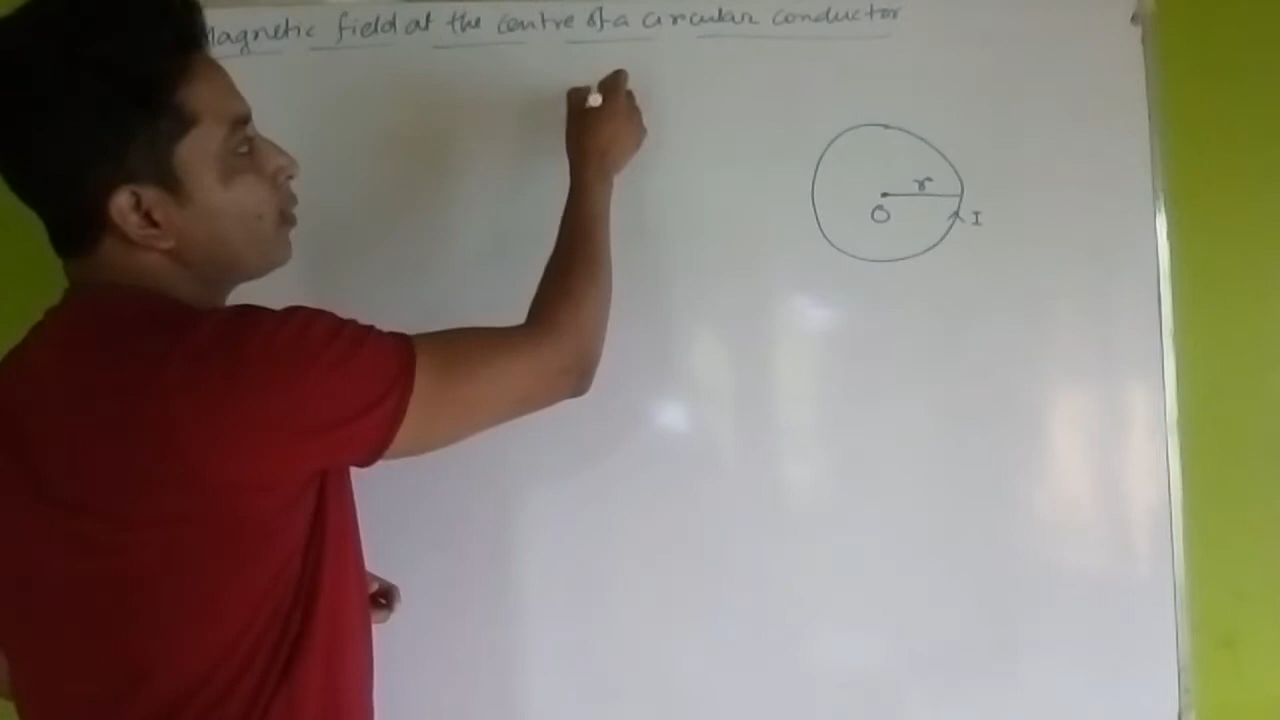 Magnetic field at the centre of a circular conductor
r
O
I